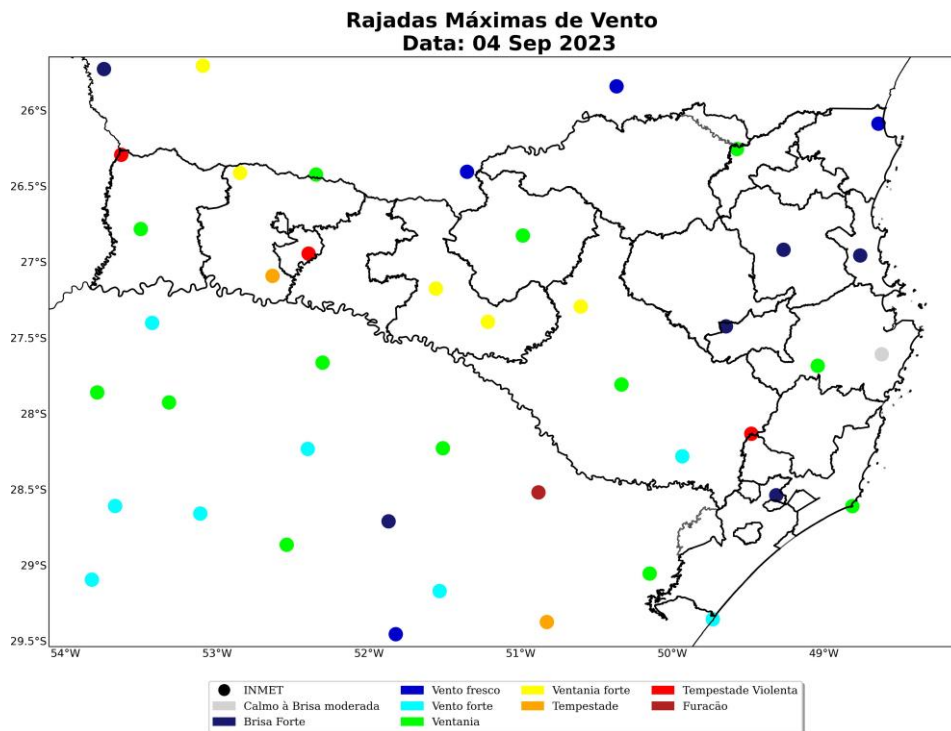 Rajadas Máximas de Vento
Data: 04 Sep 2023
26°S
26.5°S
27°S
27.5°S
28°S
28.5°S
29°S
29.5°S
54°W 53°W 52°W 51°W 50°W 49°W
INMET Vento fresco Ventania forte Tempestade Violenta
Calmo à Brisa moderada Vento forte Tempestade Furacão
Brisa Forte Ventania